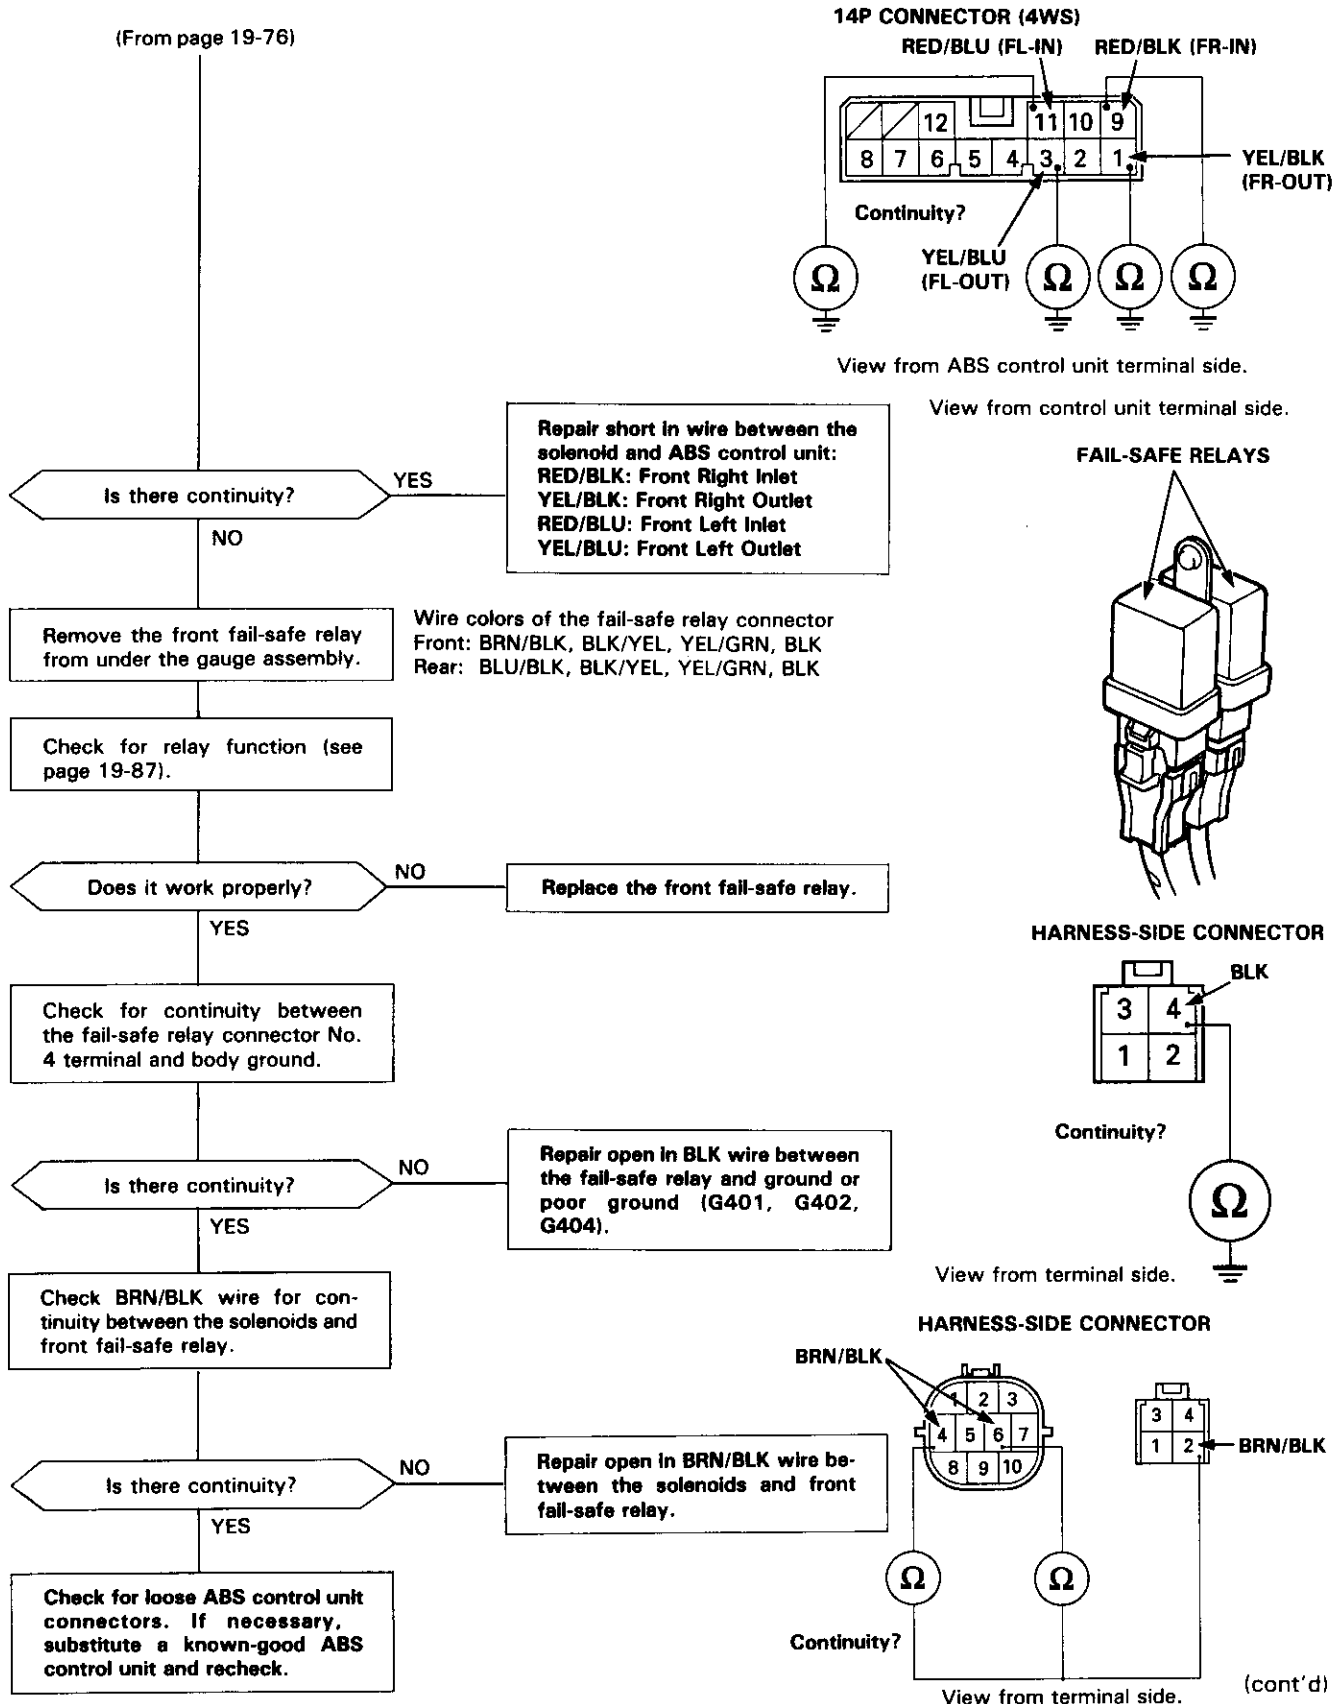 (From page 19-76)
14P CONNECTOR (4WS)
RED/BLU (FL-IN) RED/BLK (FR-IN)
12 11 10 9
8 7 6 5 4 3 2 1
YEL/BLK
(FR-OUT)
Continuity?
YEL/BLU
(FL-OUT)
Ω Ω Ω Ω
View from ABS control unit terminal side.
View from control unit terminal side.
Is there continuity?
YES
NO
Repair short in wire between the
solenoid and ABS control unit:
RED/BLK: Front Right Inlet
YEL/BLK: Front Right Outlet
RED/BLU: Front Left Inlet
YEL/BLU: Front Left Outlet
FAIL-SAFE RELAYS
Remove the front fail-safe relay
from under the gauge assembly.
Wire colors of the fail-safe relay connector
Front: BRN/BLK, BLK/YEL, YEL/GRN, BLK
Rear: BLU/BLK, BLK/YEL, YEL/GRN, BLK
Check for relay function (see
page 19-87).
Does it work properly?
NO
YES
Replace the front fail-safe relay.
HARNESS-SIDE CONNECTOR
BLK
3 4
1 2
Continuity?
Ω
View from terminal side.
Check for continuity between
the fail-safe relay connector No.
4 terminal and body ground.
Is there continuity?
NO
YES
Repair open in BLK wire between
the fail-safe relay and ground or
poor ground (G401, G402,
G404).
Check BRN/BLK wire for con-
tinuity between the solenoids and
front fail-safe relay.
HARNESS-SIDE CONNECTOR
BRN/BLK
1 2 3
4 5 6 7
8 9 10
3 4
1 2
BRN/BLK
Is there continuity?
NO
YES
Repair open in BRN/BLK wire be-
tween the solenoids and front
fail-safe relay.
Ω Ω
Continuity?
View from terminal side.
Check for loose ABS control unit
connectors. If necessary,
substitute a known-good ABS
control unit and recheck.
(cont'd)